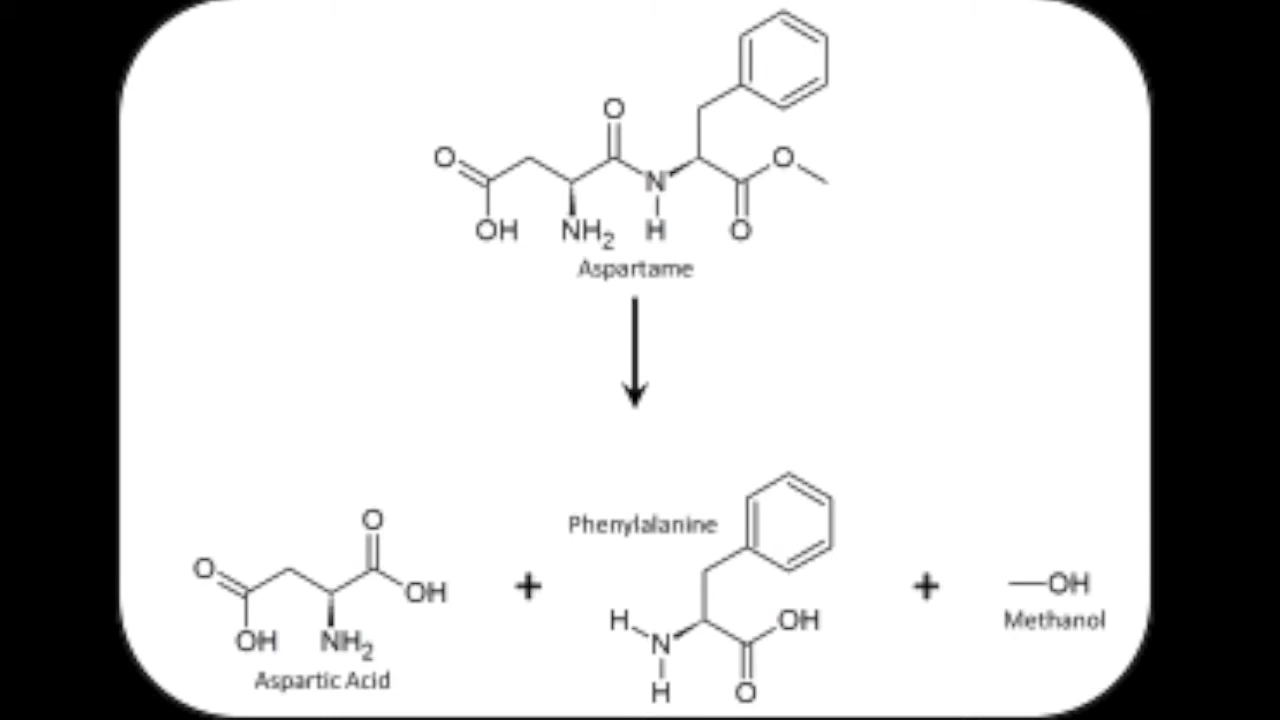 O
O
O
N
OH
NH2
H
O
Aspartame
O
Phenylalanine
O
+
+
OH
OH
Methanol
H
OH
OH
NH2
N
Aspartic Acid
H
O